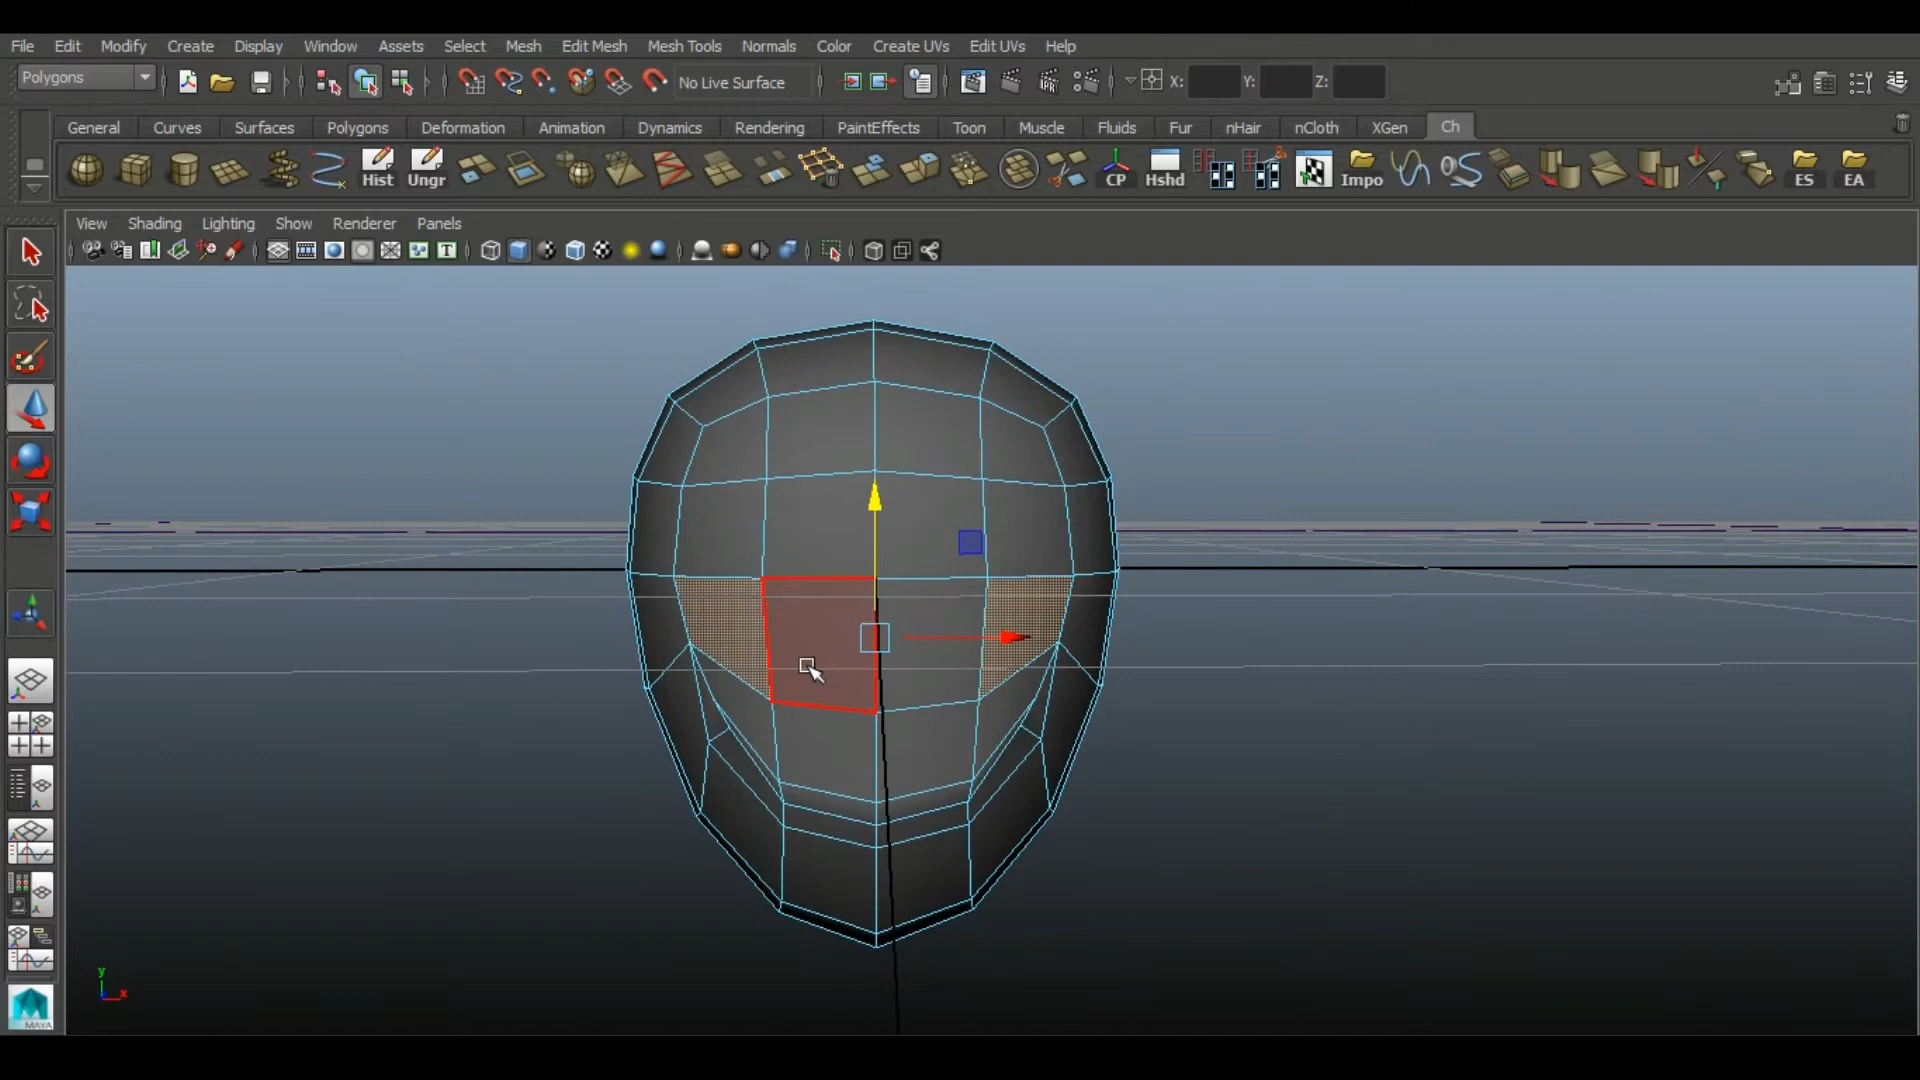 File Edit Modify Create Display Window Assets Select Mesh Edit Mesh Mesh Tools Normals Color Create UVs Edit UVs Help
Polygons No Live Surface X: Y: Z:
General Curves Surfaces Polygons Deformation Animation Dynamics Rendering PaintEffects Toon Muscle Fluids Fur nHair nCloth XGen Ch
Hist Ungr CP Hshd Impo ES EA
View Shading Lighting Show Renderer Panels
T
y
x
MAYA